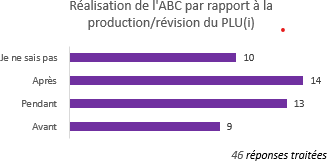 Réalisation de l'ABC par rapport à la
production/révision du PLU(i)
Je ne sais pas 10
Après 14
Pendant 13
Avant 9
46 réponses traitées